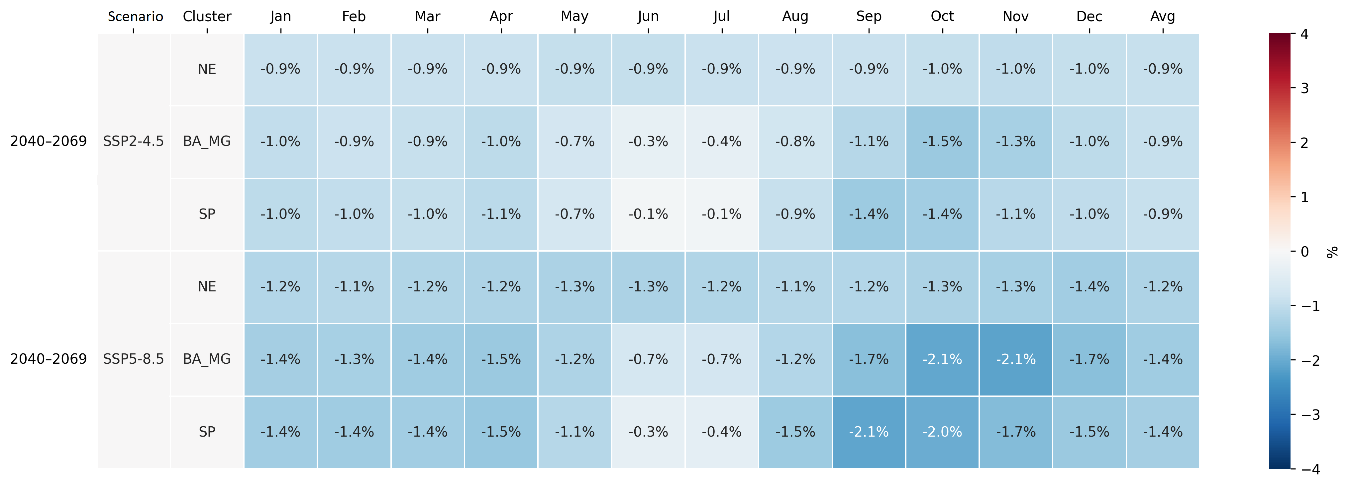 Scenario Cluster Jan Feb Mar Apr May Jun Jul Aug Sep Oct Nov Dec Avg
NE -0.9% -0.9% -0.9% -0.9% -0.9% -0.9% -0.9% -0.9% -0.9% -1.0% -1.0% -1.0% -0.9%
2040–2069 SSP2-4.5 BA_MG -1.0% -0.9% -0.9% -1.0% -0.7% -0.3% -0.4% -0.8% -1.1% -1.5% -1.3% -1.0% -0.9%
SP -1.0% -1.0% -1.0% -1.1% -0.7% -0.1% -0.1% -0.9% -1.4% -1.4% -1.1% -1.0% -0.9%
NE -1.2% -1.1% -1.2% -1.2% -1.3% -1.3% -1.2% -1.1% -1.2% -1.3% -1.3% -1.4% -1.2%
2040–2069 SSP5-8.5 BA_MG -1.4% -1.3% -1.4% -1.5% -1.2% -0.7% -0.7% -1.2% -1.7% -2.1% -2.1% -1.7% -1.4%
SP -1.4% -1.4% -1.4% -1.5% -1.1% -0.3% -0.4% -1.5% -2.1% -2.0% -1.7% -1.5% -1.4%
4
3
2
1
0
−1
−2
−3
−4
%